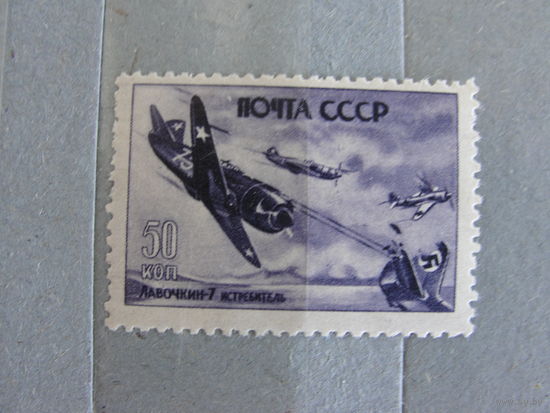 ПОЧТА СССР
50
КОП
ЛАВОЧКИН-7 ИСТРЕБИТЕЛЬ